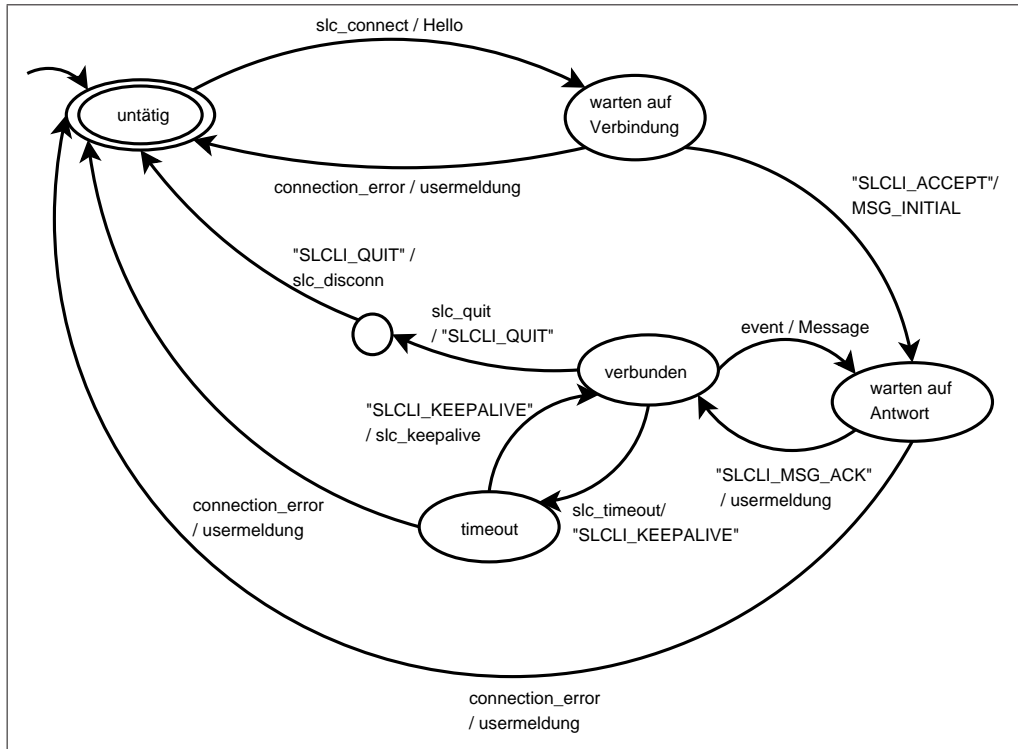 slc_connect / Hello
untätig
warten auf
Verbindung
connection_error / usermeldung
"SLCLI_ACCEPT"/
MSG_INITIAL
"SLCLI_QUIT" /
slc_disconn
slc_quit
/ "SLCLI_QUIT"
event / Message
verbunden
warten auf
Antwort
"SLCLI_KEEPALIVE"
/ slc_keepalive
"SLCLI_MSG_ACK"
/ usermeldung
connection_error
/ usermeldung
timeout
slc_timeout/
"SLCLI_KEEPALIVE"
connection_error
/ usermeldung